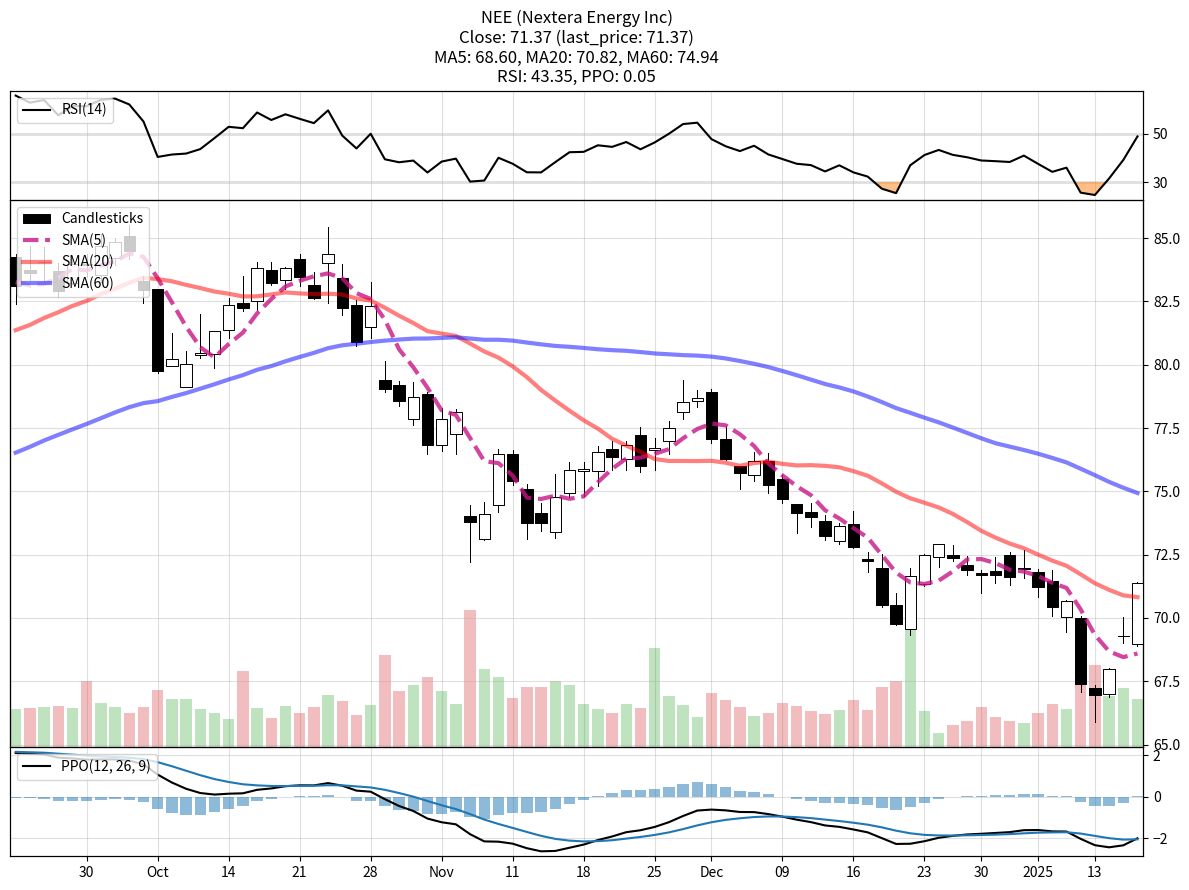 NEE (Nextera Energy Inc)
Close: 71.37 (last_price: 71.37)
MA5: 68.60, MA20: 70.82, MA60: 74.94
RSI: 43.35, PPO: 0.05
RSI(14)
50
30
Candlesticks
SMA(5)
SMA(20)
SMA(60)
85.0
82.5
80.0
77.5
75.0
72.5
70.0
67.5
65.0
PPO(12, 26, 9)
2
0
−2
30 Oct 14 21 28 Nov 11 18 25 Dec 09 16 23 30 2025 13